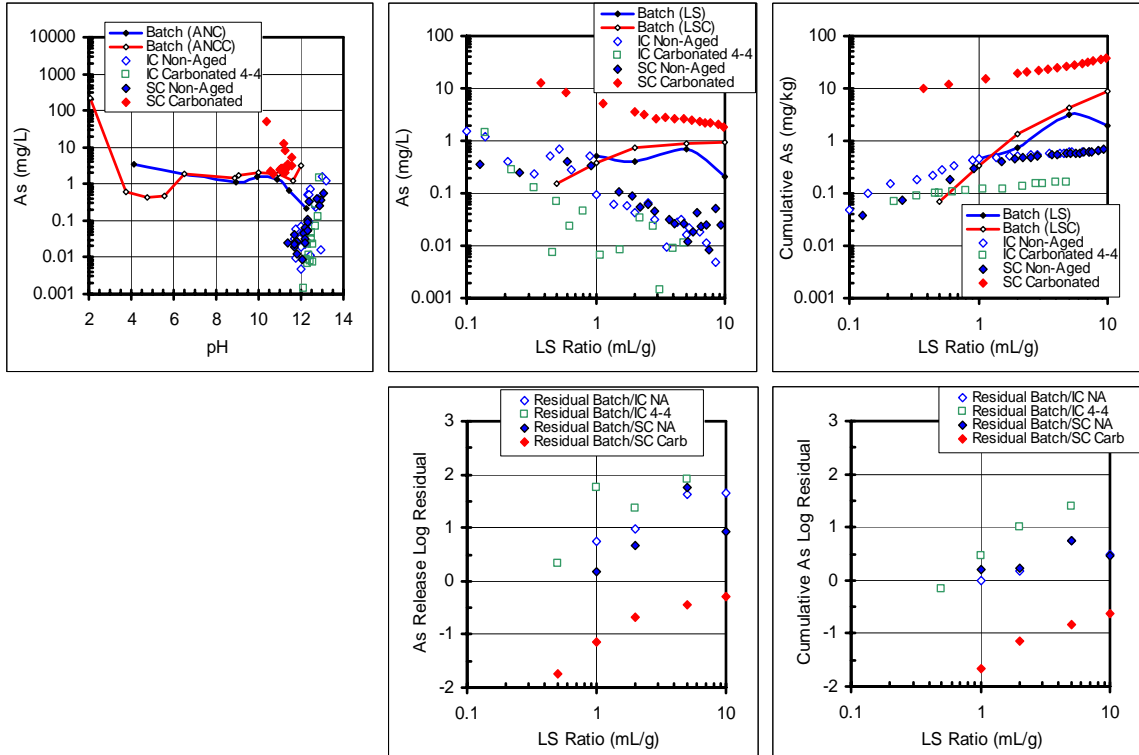 Batch (ANC)
Batch (ANCC)
IC Non-Aged
IC Carbonated 4-4
SC Non-Aged
SC Carbonated
As (mg/L)
10000
1000
100
10
1
0.1
0.01
0.001
2 4 6 8 10 12 14
pH
Batch (LS)
Batch (LSC)
IC Non-Aged
IC Carbonated 4-4
SC Non-Aged
SC Carbonated
As (mg/L)
100
10
1
0.1
0.01
0.001
0.1 1 10
LS Ratio (mL/g)
Cumulative As (mg/kg)
100
10
1
0.1
0.01
0.001
Batch (LS)
Batch (LSC)
IC Non-Aged
IC Carbonated 4-4
SC Non-Aged
SC Carbonated
0.1 1 10
LS Ratio (mL/g)
Residual Batch/IC NA
Residual Batch/IC 4-4
Residual Batch/SC NA
Residual Batch/SC Carb
As Release Log Residual
3
2
1
0
-1
-2
0.1 1 10
LS Ratio (mL/g)
Residual Batch/IC NA
Residual Batch/IC 4-4
Residual Batch/SC NA
Residual Batch/SC Carb
Cumulative As Log Residual
3
2
1
0
-1
-2
0.1 1 10
LS Ratio (mL/g)